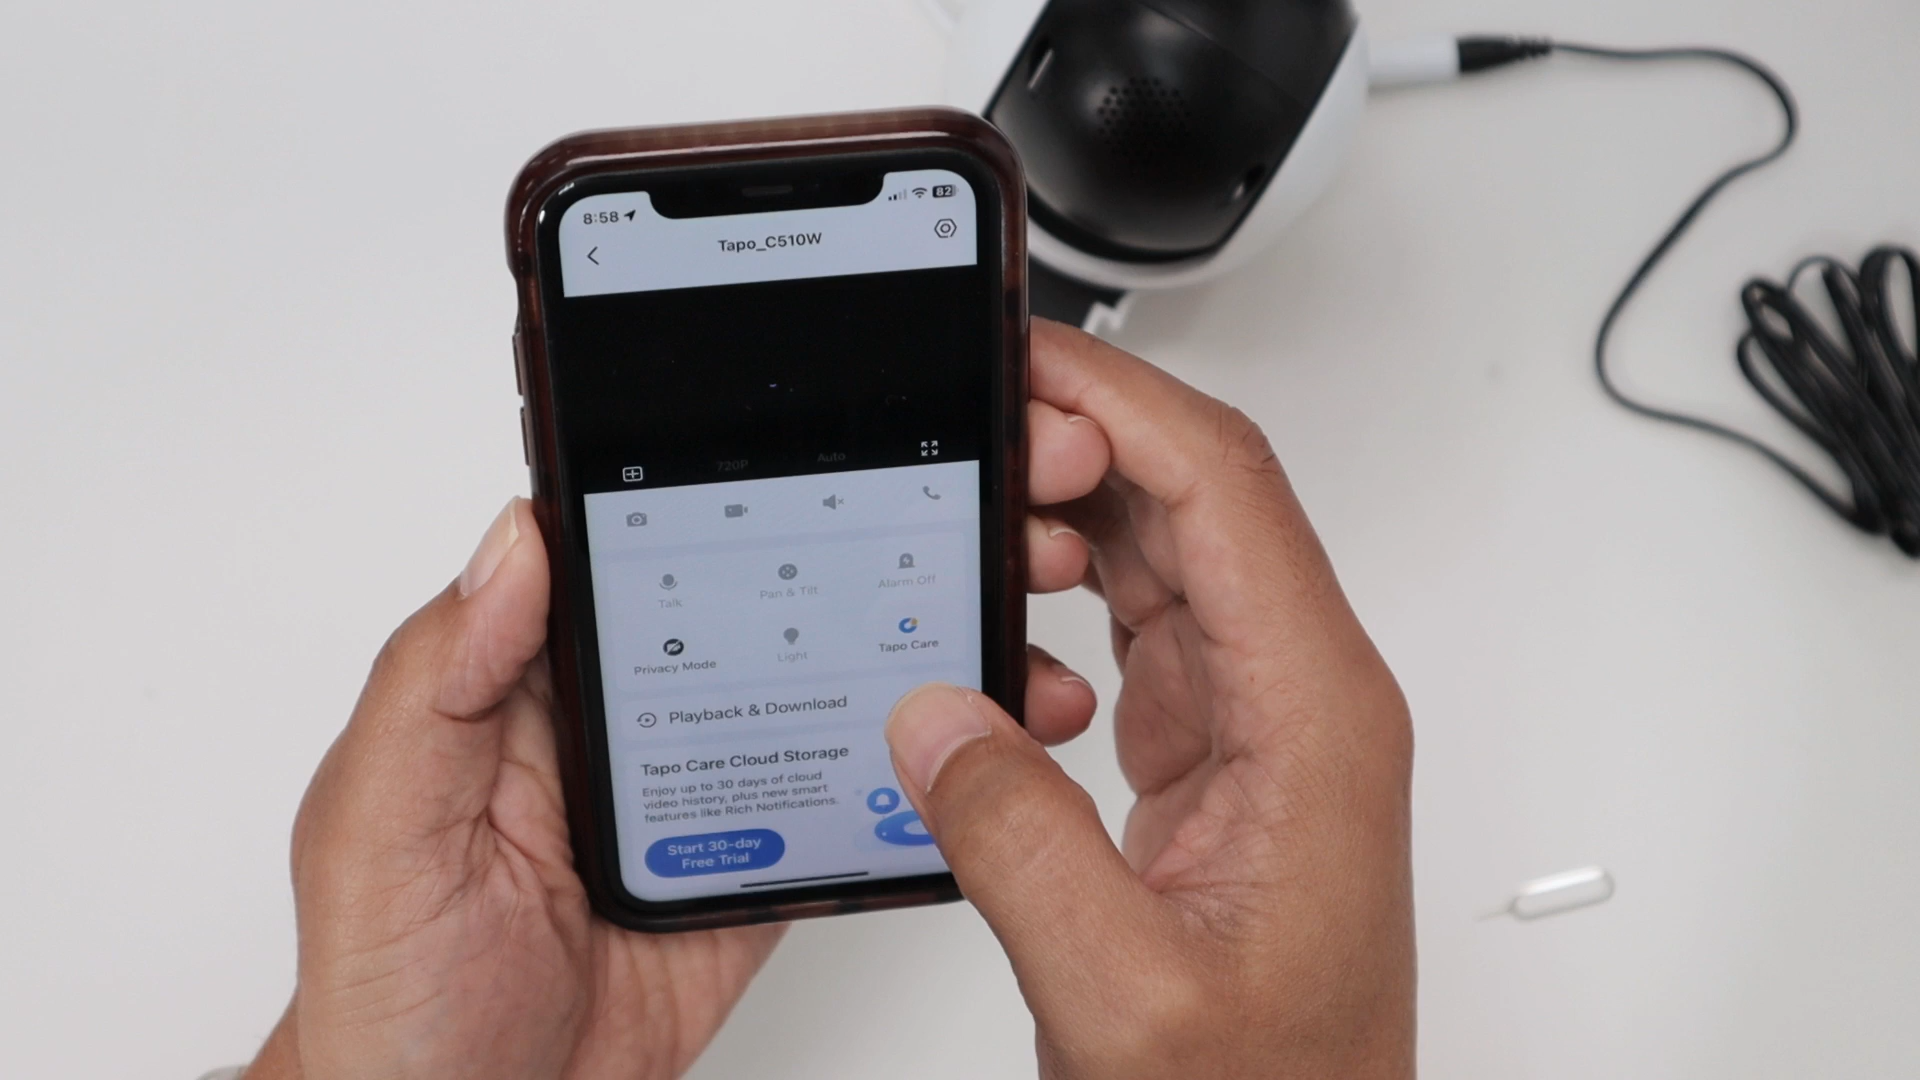 8:58
82
Tapo_C510W
720P
Auto
Talk
Pan & Tilt
Alarm Off
Privacy Mode
Light
Tapo Care
Playback & Download
Tapo Care Cloud Storage
Enjoy up to 30 days of cloud
video history, plus new smart
features like Rich Notifications.
Start 30-day
Free Trial